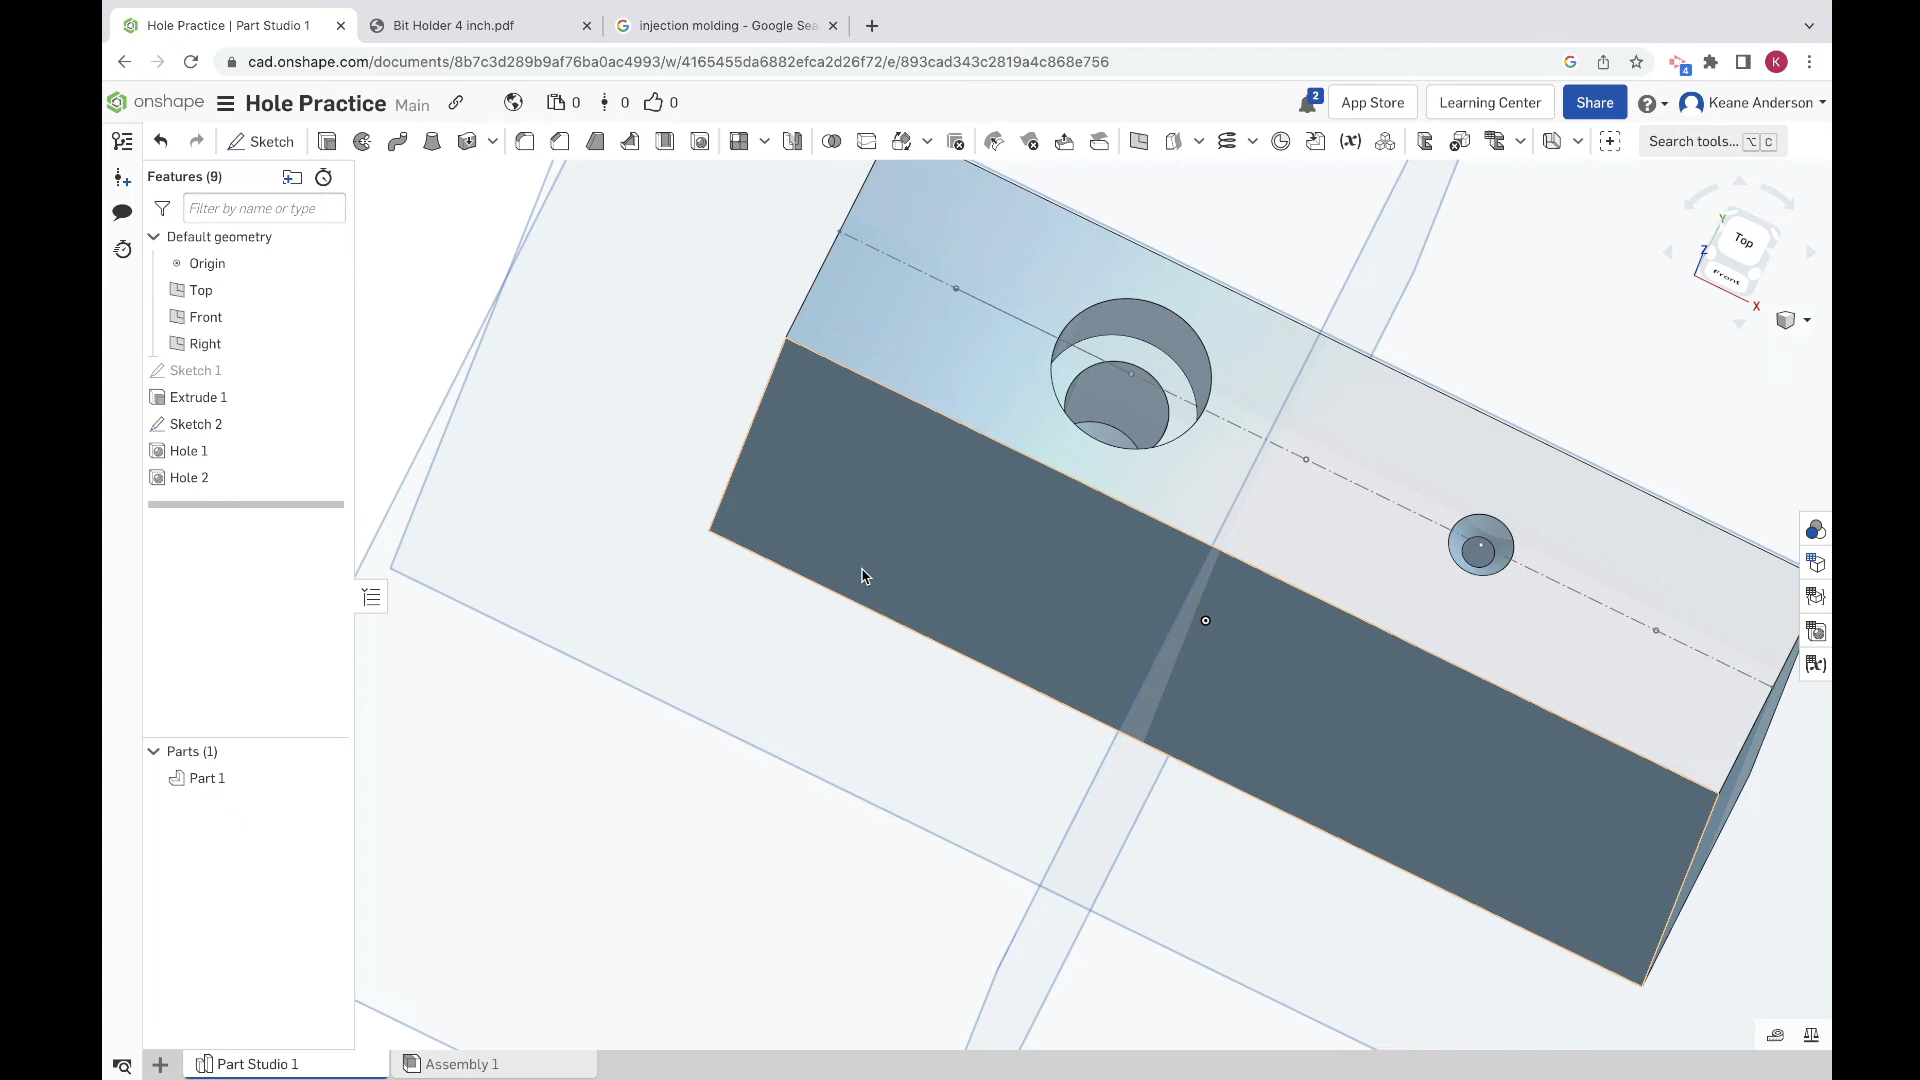 Hole Practice | Part Studio 1
Bit Holder 4 inch.pdf
injection molding - Google Sea
cad.onshape.com/documents/8b7c3d289b9af76ba0ac4993/w/4165455da6882efca2d26f72/e/893cad343c2819a4c868e756
4
K
onshape Hole Practice Main 0 0 0
2
App Store Learning Center Share Keane Anderson
Sketch
(x)
Search tools... ⌥ C
Features (9)
Filter by name or type
Default geometry
Origin
Top
Front
Right
Sketch 1
Extrude 1
Sketch 2
Hole 1
Hole 2
Parts (1)
Part 1
Y
Top
Z
Front
X
Part Studio 1
Assembly 1